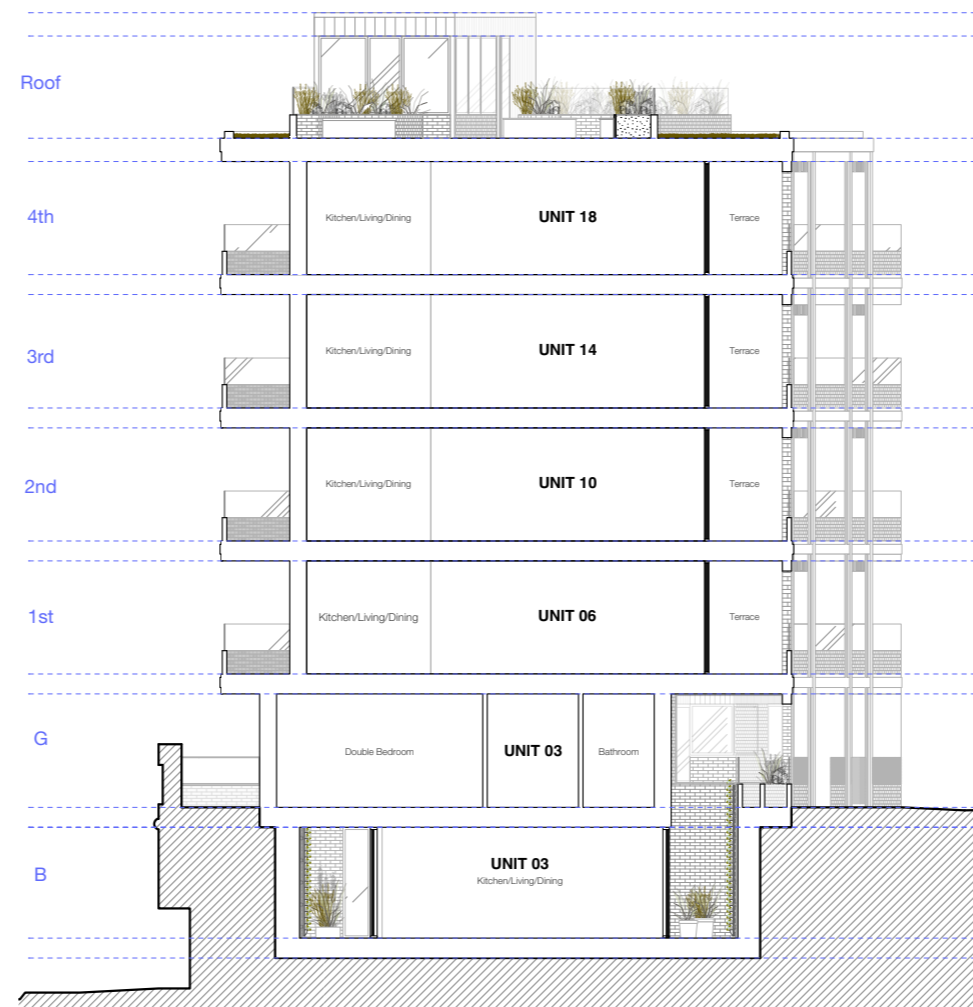 Roof
4th
Kitchen/Living/Dining
UNIT 18
Terrace
3rd
Kitchen/Living/Dining
UNIT 14
Terrace
2nd
Kitchen/Living/Dining
UNIT 10
Terrace
1st
Kitchen/Living/Dining
UNIT 06
Terrace
G
Double Bedroom
UNIT 03
Bathroom
B
UNIT 03
Kitchen/Living/Dining